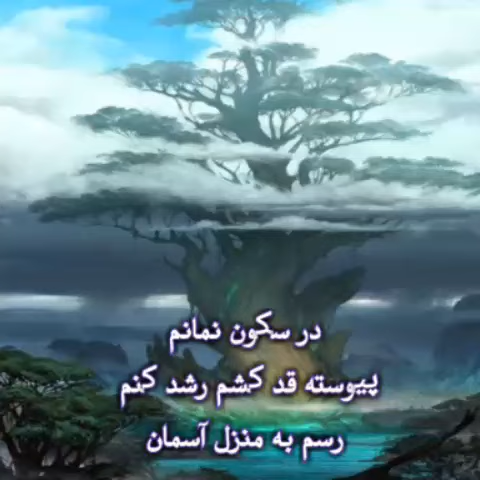 در سکون نمانم
پیوسته قد کشم رشد کنم
رسم به منزل آسمان